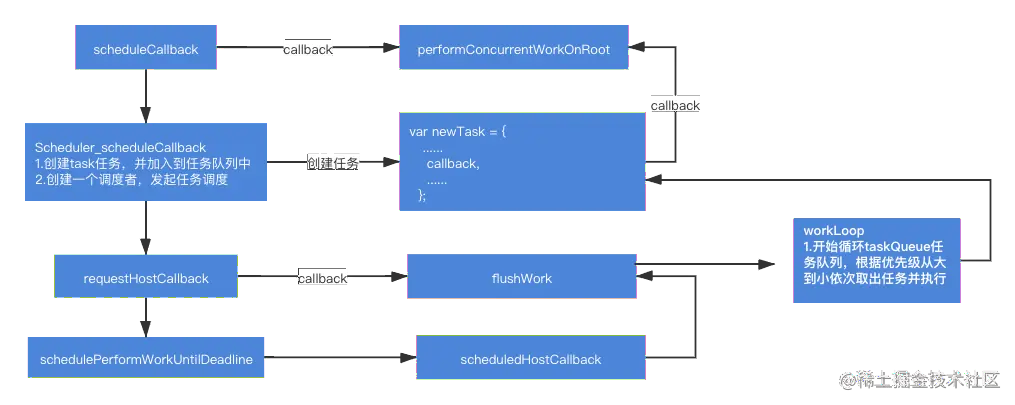 scheduleCallback
callback
performConcurrentWorkOnRoot
callback
Scheduler_scheduleCallback
1.创建task任务，并加入到任务队列中
2.创建一个调度者，发起任务调度
创建任务
var newTask = {
......
callback,
......
};
workLoop
1.开始循环taskQueue任
务队列，根据优先级从大
到小依次取出任务并执行
requestHostCallback
callback
flushWork
schedulePerformWorkUntilDeadline
scheduledHostCallback
@稀土掘金技术社区